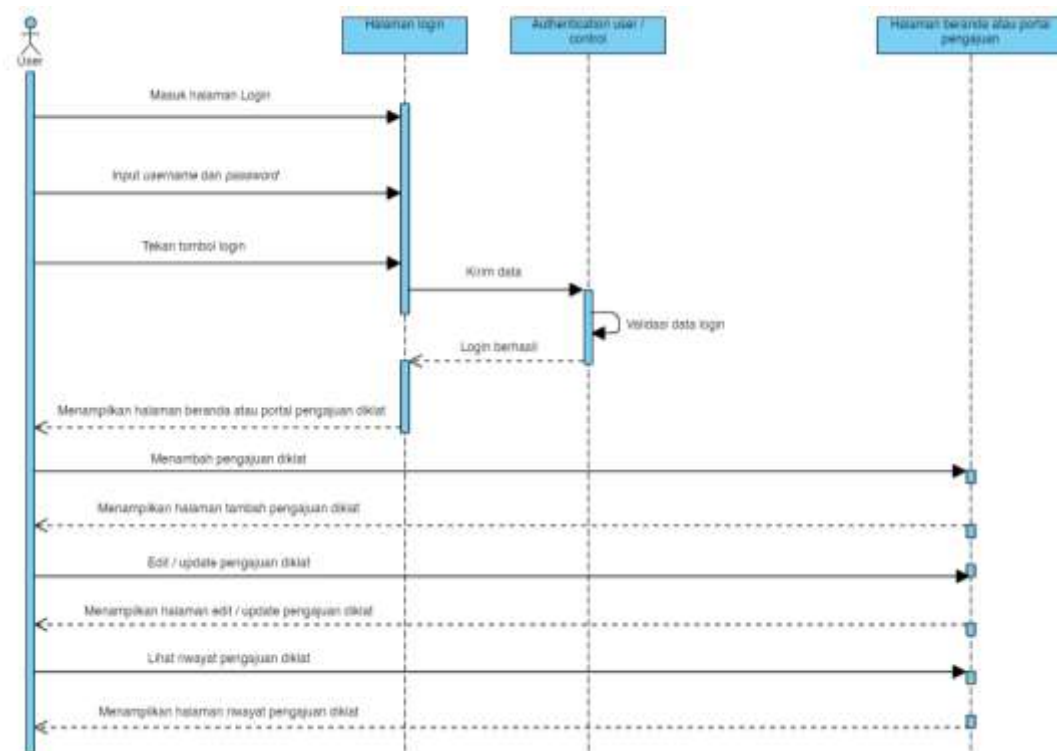 User
Halaman login
Authentication user /
control
Halaman beranda atau portal
pengajuan
Masuk halaman Login
Input username dan password
Tekan tombol login
Kirim data
Validasi data login
Login berhasil
Menampilkan halaman beranda atau portal pengajuan diklat
Menambah pengajuan diklat
Menampilkan halaman tambah pengajuan diklat
Edit / update pengajuan diklat
Menampilkan halaman edit / update pengajuan diklat
Lihat riwayat pengajuan diklat
Menampilkan halaman riwayat pengajuan diklat